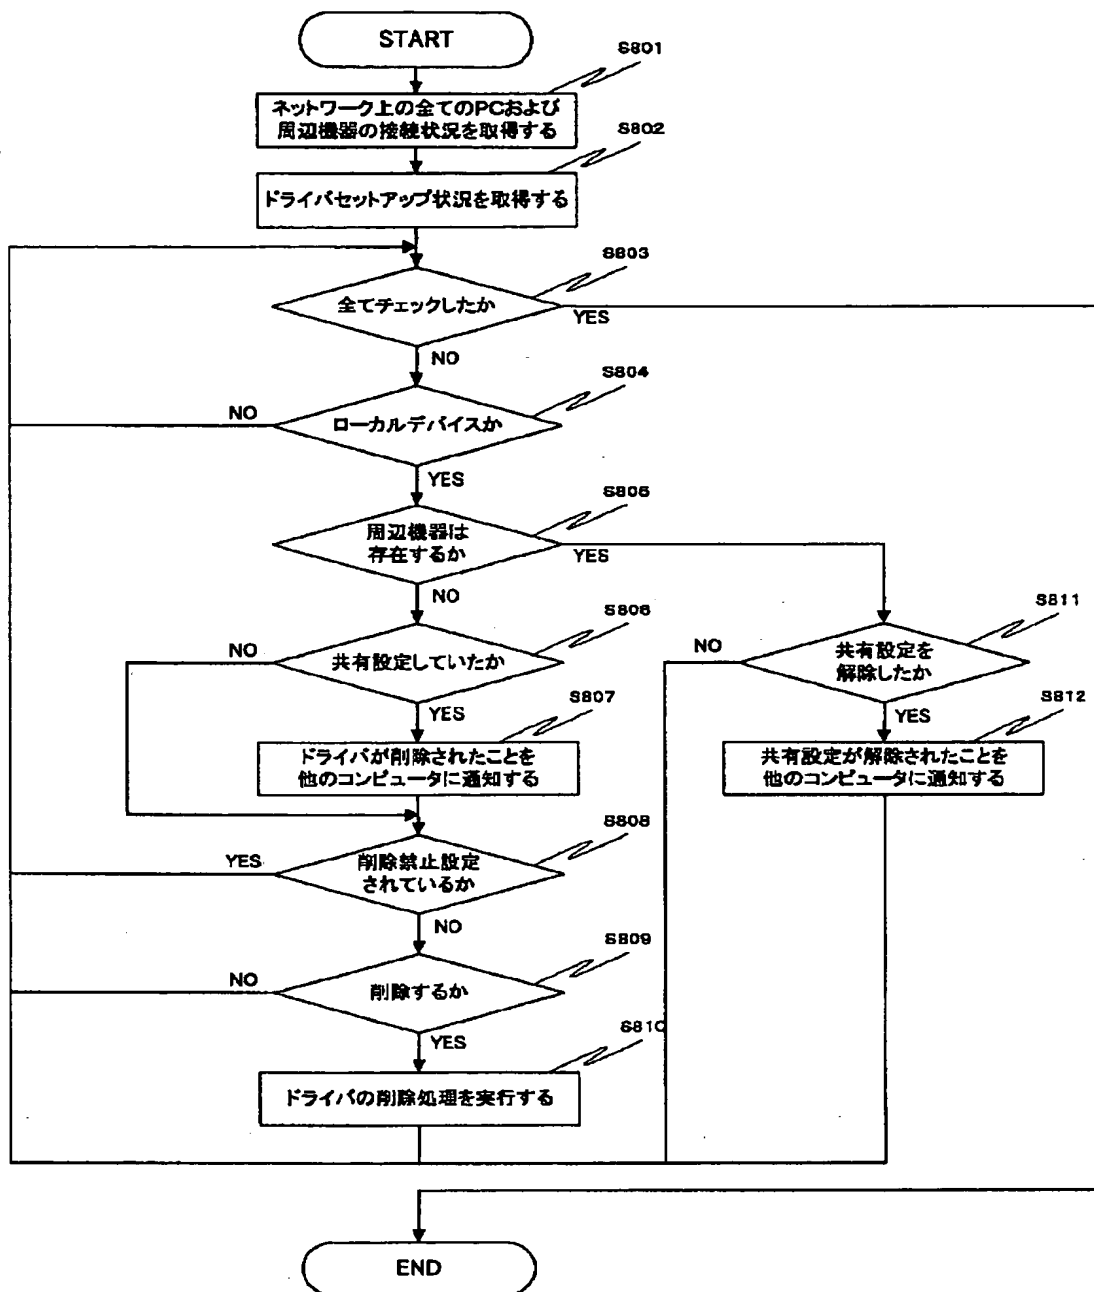 START
S801
ネットワーク上の全てのPCおよび
周辺機器の接続状況を取得する
S802
ドライバセットアップ状況を取得する
S803
全てチェックしたか
YES
NO
S804
NO
ローカルデバイスか
YES
S805
周辺機器は
存在するか
YES
NO
S806
NO
共有設定していたか
YES
S811
NO
共有設定を
解除したか
YES
S807
ドライバが削除されたことを
他のコンピュータに通知する
S812
共有設定が解除されたことを
他のコンピュータに通知する
S808
YES
削除禁止設定
されているか
NO
S809
NO
削除するか
YES
S810
ドライバの削除処理を実行する
END